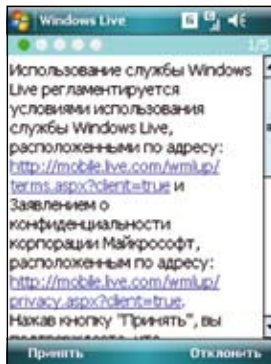 Windows Live
1/5
Использование службы Windows
Live регламентируется
условиями использования
службы Windows Live,
расположенными по адресу:
http://mobile.live.com/wmlup/
terms.aspx?client=true и
Заявлением о
конфиденциальности
корпорации Майкрософт,
расположенным по адресу:
http://mobile.live.com/wmlup/
privacy.aspx?client=true.
Нажав кнопку "Принять", вы
подтверждаете, что
Принять Отклонить